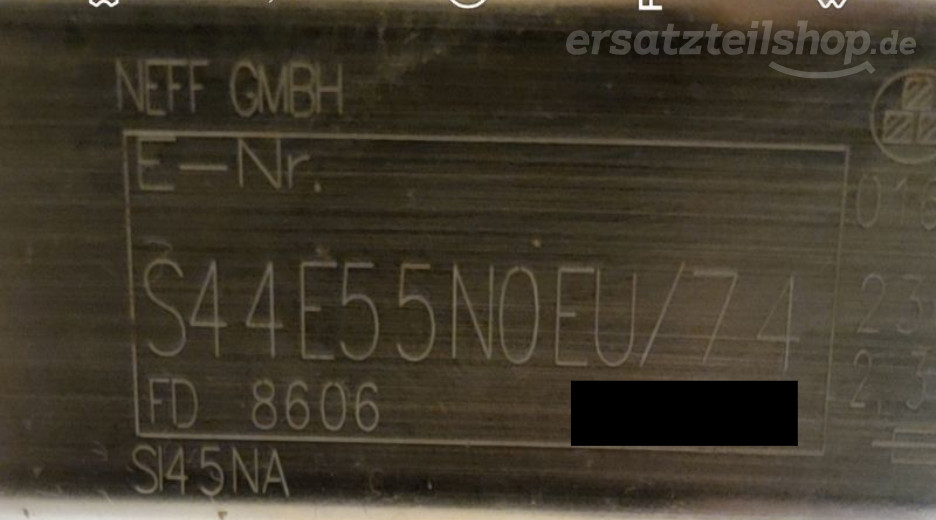 ersatzteilshop.de
NEFF GMBH
E-Nr.
S44E55N0EU/74
FD 8606
SI45NA